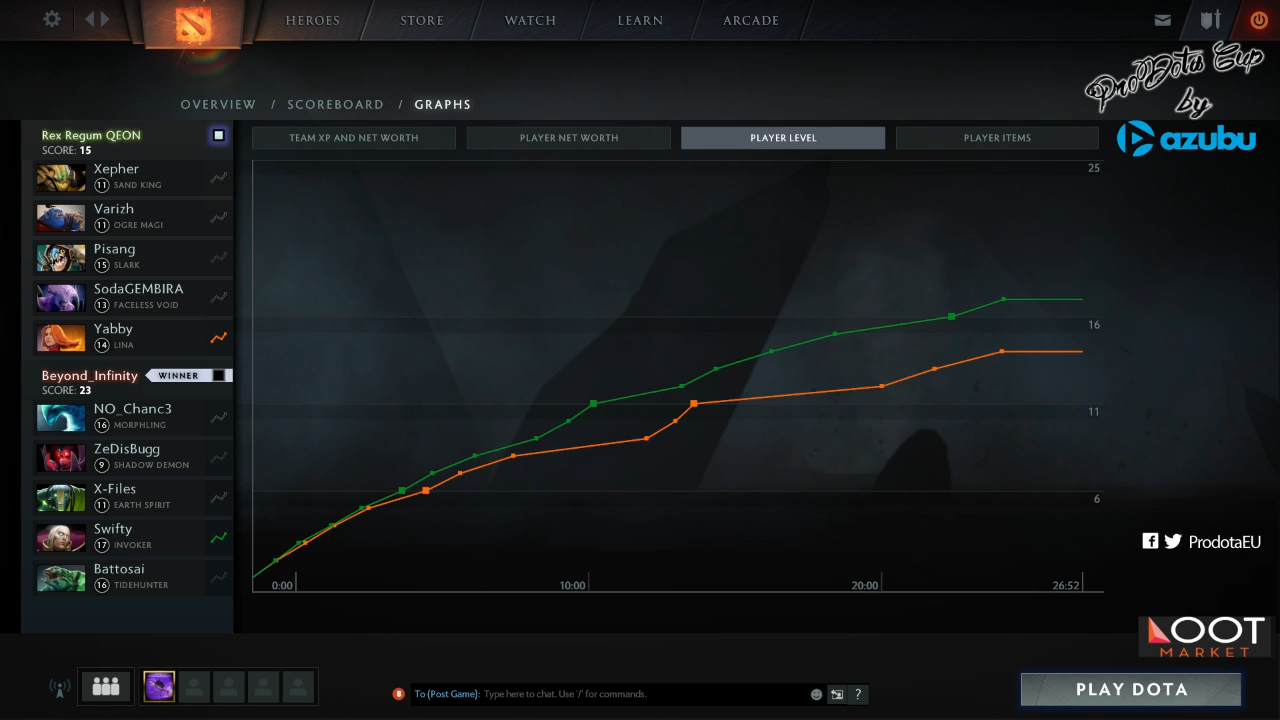 HEROES
STORE
WATCH
LEARN
ARCADE
ProDota Cup
by
azubu
OVERVIEW / SCOREBOARD / GRAPHS
TEAM XP AND NET WORTH
PLAYER NET WORTH
PLAYER LEVEL
PLAYER ITEMS
Rex Regum QEON
SCORE: 15
Xepher
11 SAND KING
Varizh
11 OGRE MAGI
Pisang
15 SLARK
SodaGEMBIRA
13 FACELESS VOID
Yabby
14 LINA
Beyond_Infinity WINNER
SCORE: 23
NO_Chanc3
16 MORPHLING
ZeDisBugg
9 SHADOW DEMON
X-Files
11 EARTH SPIRIT
Swifty
17 INVOKER
Battosai
16 TIDEHUNTER
25
16
11
6
0:00
10:00
20:00
26:52
ProdotaEU
LOOT
MARKET
8 To (Post Game): Type here to chat. Use '/' for commands.
?
PLAY DOTA